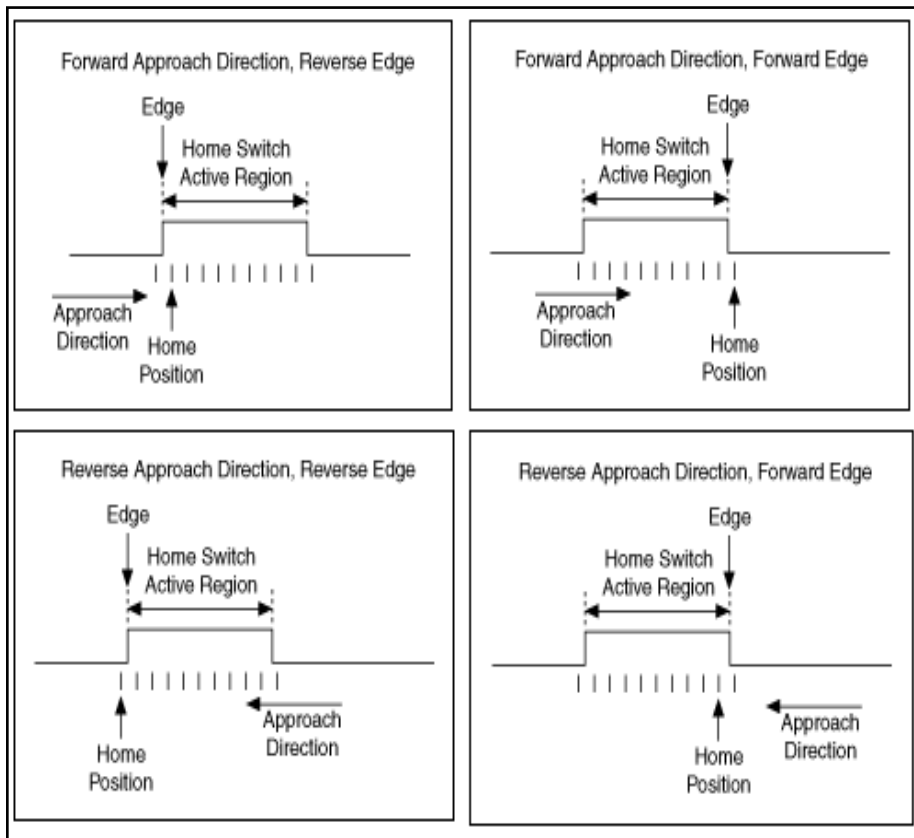 Forward Approach Direction, Reverse Edge
Edge
Home Switch
Active Region
Approach
Direction
Home
Position
Forward Approach Direction, Forward Edge
Edge
Home Switch
Active Region
Approach
Direction
Home
Position
Reverse Approach Direction, Reverse Edge
Edge
Home Switch
Active Region
Approach
Direction
Home
Position
Reverse Approach Direction, Forward Edge
Edge
Home Switch
Active Region
Approach
Direction
Home
Position